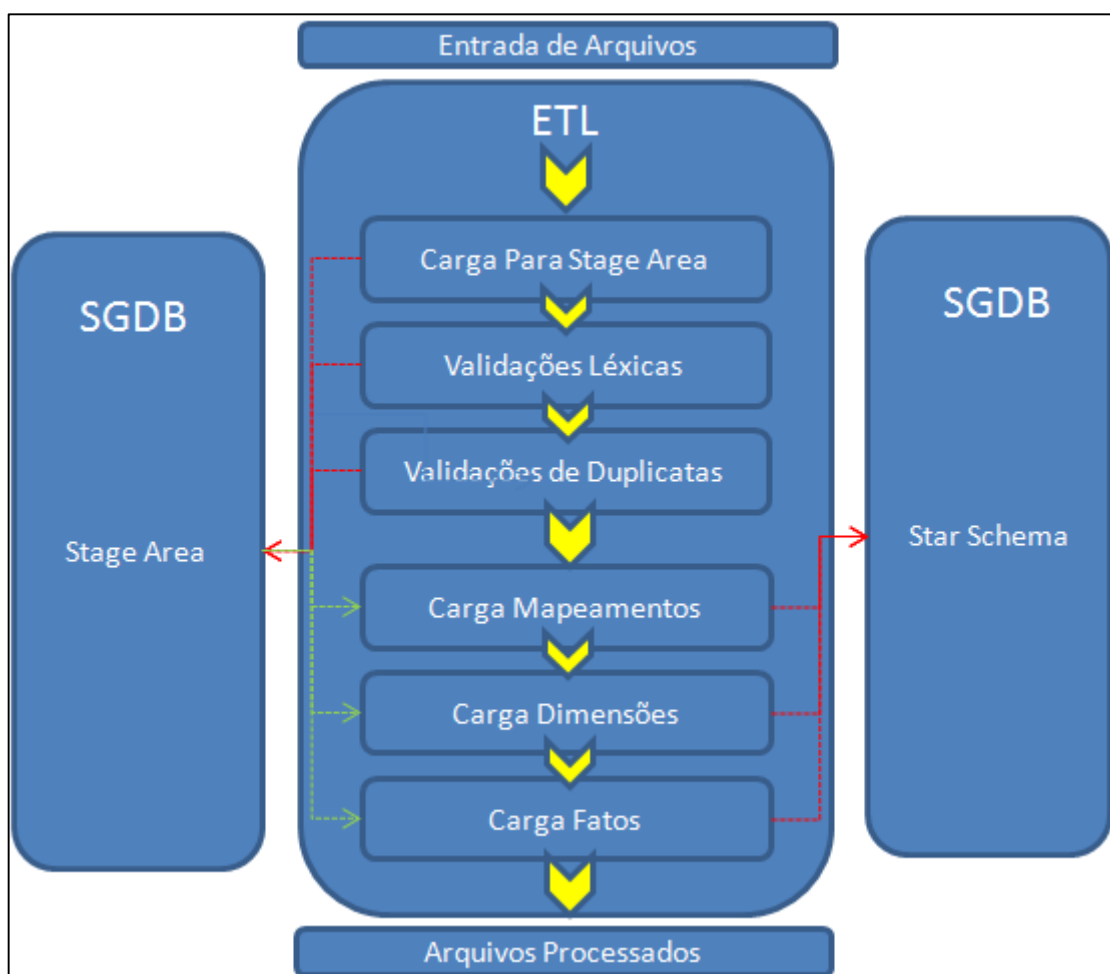 Entrada de Arquivos
ETL
Carga Para Stage Area
Validações Léxicas
Validações de Duplicatas
Carga Mapeamentos
Carga Dimensões
Carga Fatos
SGDB
Stage Area
SGDB
Star Schema
Arquivos Processados